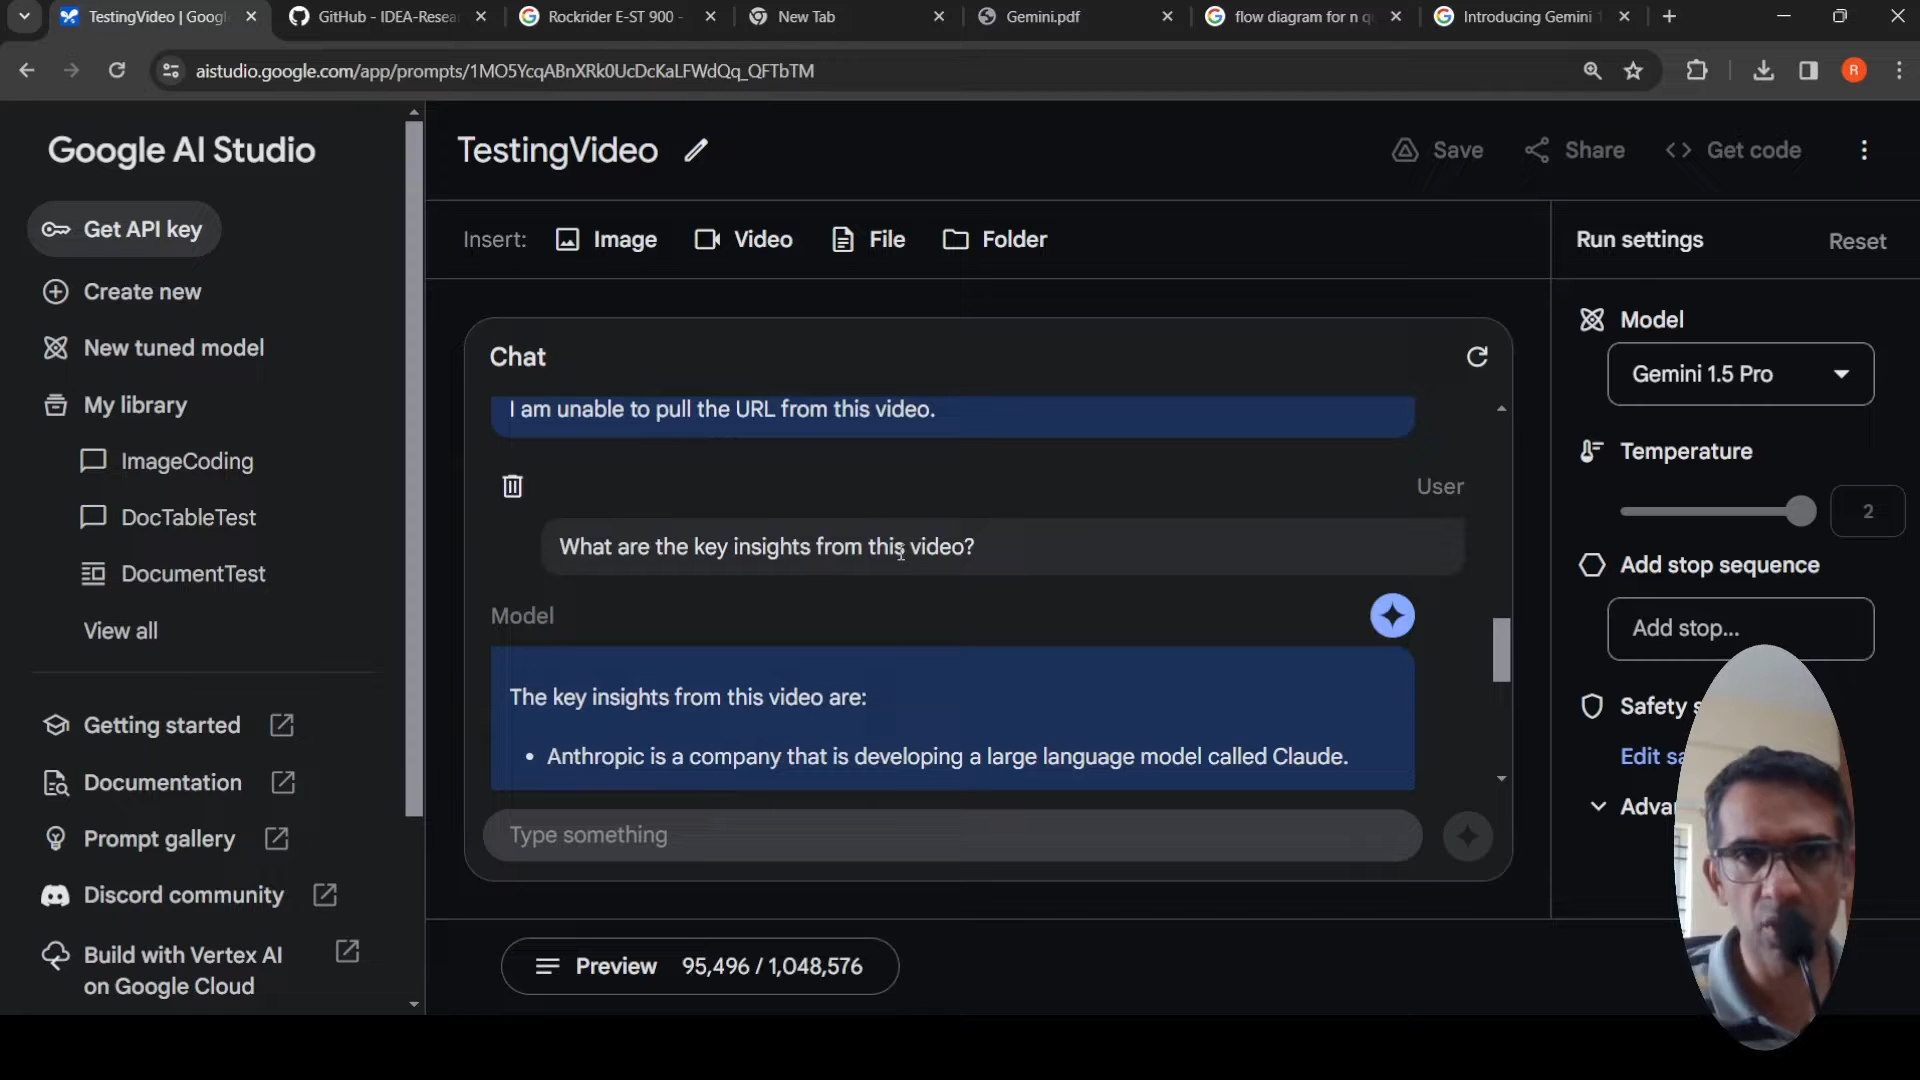 TestingVideo | Googl
GitHub - IDEA-Resear
Rockrider E-ST 900 -
New Tab
Gemini.pdf
flow diagram for n qu
Introducing Gemini 1
aistudio.google.com/app/prompts/1MO5YcqABnXRk0UcDcKaLFWdQq_QFTbTM
R
Google AI Studio
TestingVideo
Save
Share
Get code
Get API key
Create new
New tuned model
My library
ImageCoding
DocTableTest
DocumentTest
View all
Getting started
Documentation
Prompt gallery
Discord community
Build with Vertex AI
on Google Cloud
Insert:
Image
Video
File
Folder
Chat
I am unable to pull the URL from this video.
User
What are the key insights from this video?
Model
The key insights from this video are:
• Anthropic is a company that is developing a large language model called Claude.
Type something
Preview 95,496 / 1,048,576
Run settings
Reset
Model
Gemini 1.5 Pro
Temperature
2
Add stop sequence
Add stop...
Safety s
Edit sa
Adva